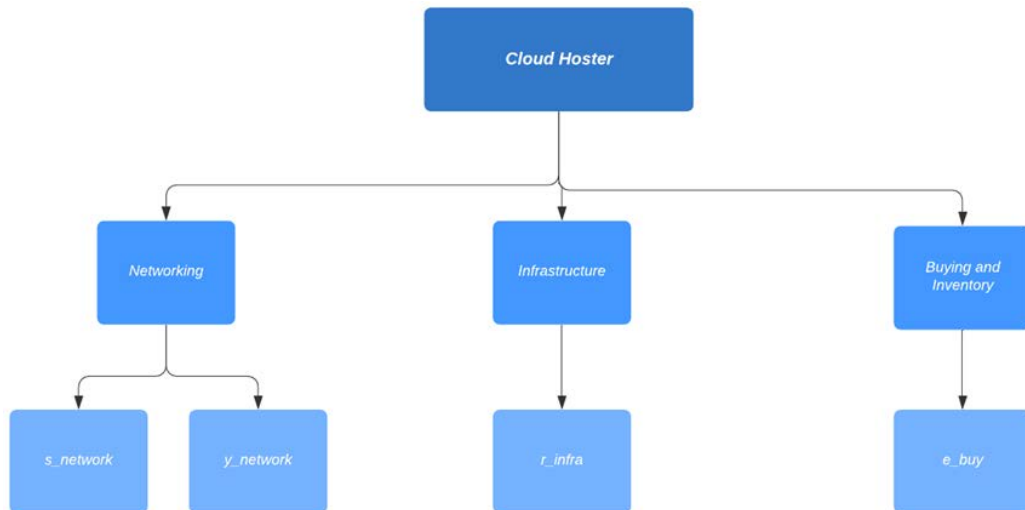 Cloud Hoster
Networking
Infrastructure
Buying and
Inventory
s_network
y_network
r_infra
e_buy